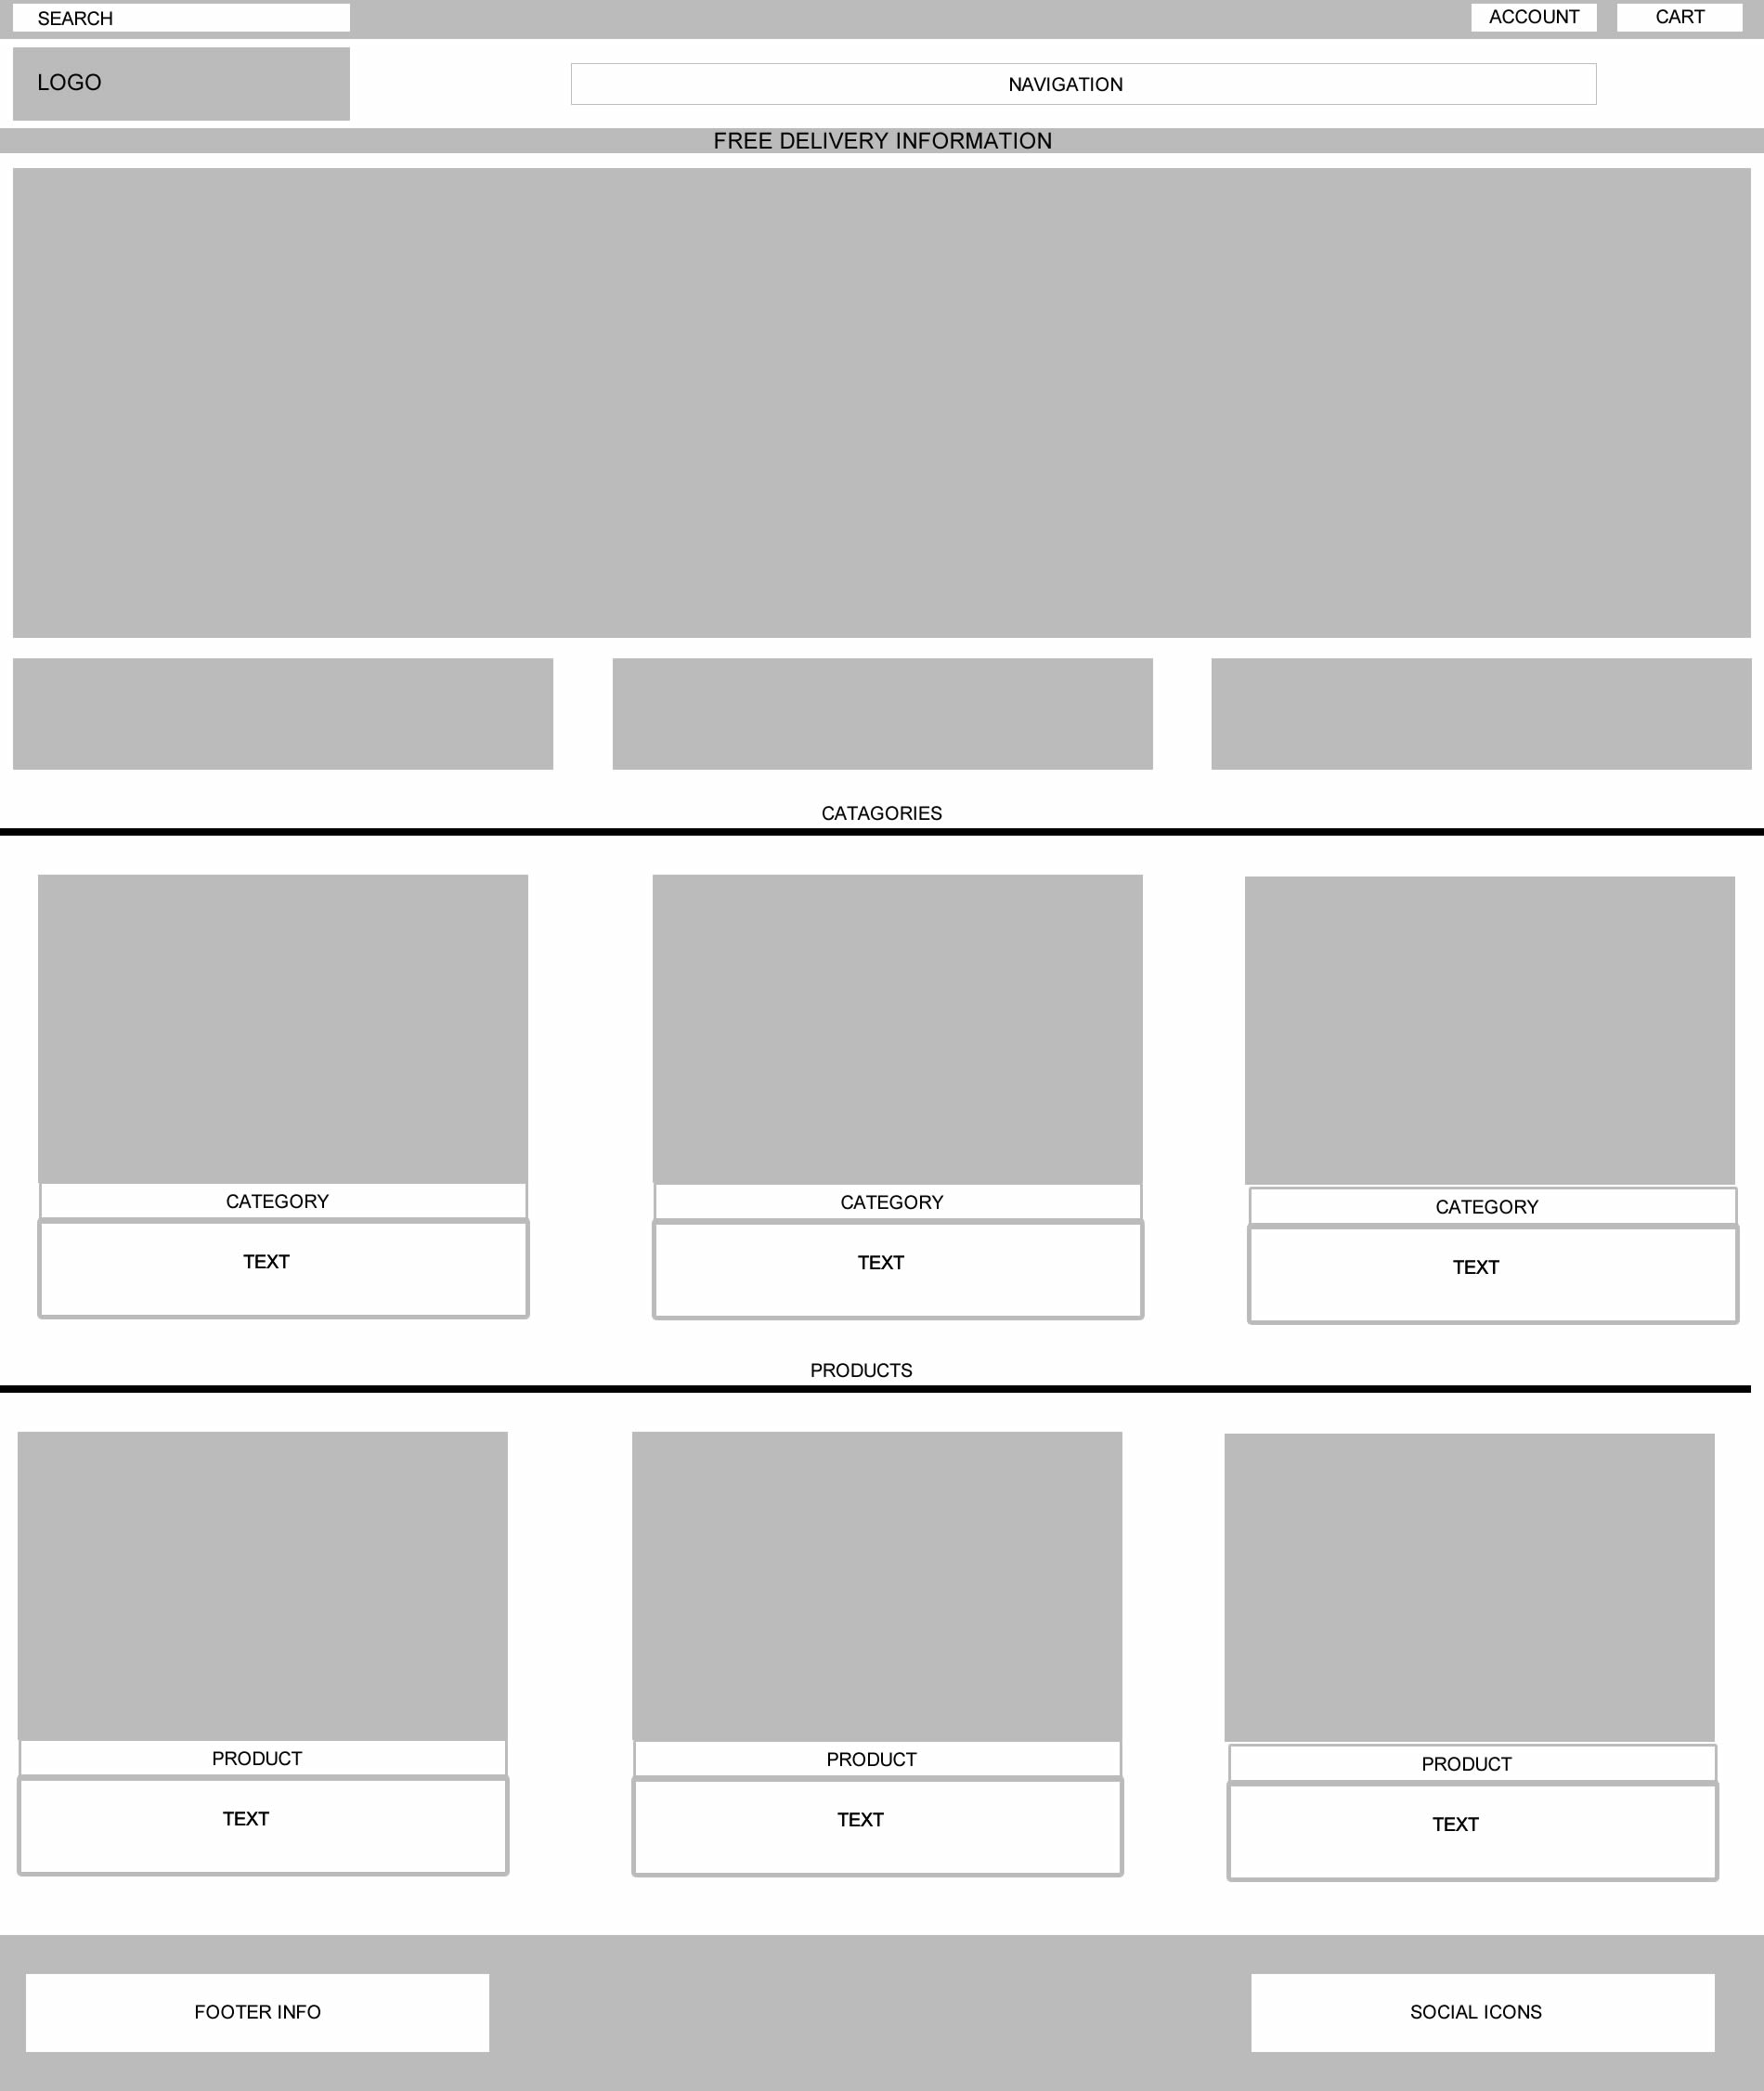 SEARCH
ACCOUNT
CART
LOGO
NAVIGATION
FREE DELIVERY INFORMATION
CATAGORIES
CATEGORY
CATEGORY
CATEGORY
TEXT
TEXT
TEXT
PRODUCTS
PRODUCT
PRODUCT
PRODUCT
TEXT
TEXT
TEXT
FOOTER INFO
SOCIAL ICONS